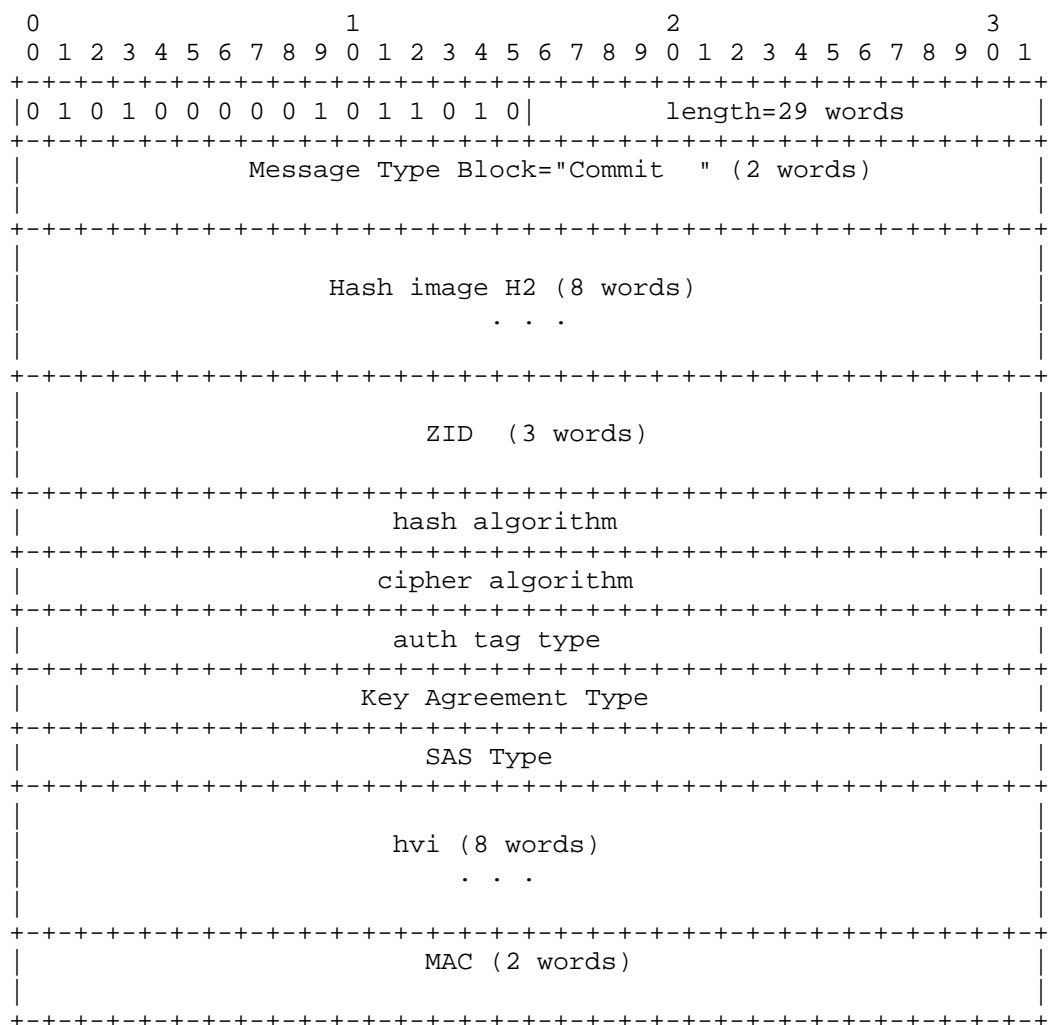 0                   1                   2                   3
0 1 2 3 4 5 6 7 8 9 0 1 2 3 4 5 6 7 8 9 0 1 2 3 4 5 6 7 8 9 0 1
+-+-+-+-+-+-+-+-+-+-+-+-+-+-+-+-+-+-+-+-+-+-+-+-+-+-+-+-+-+-+-+-+
|0 1 0 1 0 0 0 0 0 1 0 1 1 0 1 0|        length=29 words        |
+-+-+-+-+-+-+-+-+-+-+-+-+-+-+-+-+-+-+-+-+-+-+-+-+-+-+-+-+-+-+-+-+
|              Message Type Block="Commit  " (2 words)          |
|                                                               |
+-+-+-+-+-+-+-+-+-+-+-+-+-+-+-+-+-+-+-+-+-+-+-+-+-+-+-+-+-+-+-+-+
|                                                               |
|                   Hash image H2 (8 words)                     |
|                             . . .                             |
|                                                               |
+-+-+-+-+-+-+-+-+-+-+-+-+-+-+-+-+-+-+-+-+-+-+-+-+-+-+-+-+-+-+-+-+
|                                                               |
|                         ZID  (3 words)                        |
|                                                               |
+-+-+-+-+-+-+-+-+-+-+-+-+-+-+-+-+-+-+-+-+-+-+-+-+-+-+-+-+-+-+-+-+
|                       hash algorithm                          |
+-+-+-+-+-+-+-+-+-+-+-+-+-+-+-+-+-+-+-+-+-+-+-+-+-+-+-+-+-+-+-+-+
|                      cipher algorithm                         |
+-+-+-+-+-+-+-+-+-+-+-+-+-+-+-+-+-+-+-+-+-+-+-+-+-+-+-+-+-+-+-+-+
|                       auth tag type                           |
+-+-+-+-+-+-+-+-+-+-+-+-+-+-+-+-+-+-+-+-+-+-+-+-+-+-+-+-+-+-+-+-+
|                     Key Agreement Type                        |
+-+-+-+-+-+-+-+-+-+-+-+-+-+-+-+-+-+-+-+-+-+-+-+-+-+-+-+-+-+-+-+-+
|                         SAS Type                              |
+-+-+-+-+-+-+-+-+-+-+-+-+-+-+-+-+-+-+-+-+-+-+-+-+-+-+-+-+-+-+-+-+
|                                                               |
|                       hvi (8 words)                           |
|                           . . .                               |
|                                                               |
+-+-+-+-+-+-+-+-+-+-+-+-+-+-+-+-+-+-+-+-+-+-+-+-+-+-+-+-+-+-+-+-+
|                         MAC (2 words)                         |
|                                                               |
+-+-+-+-+-+-+-+-+-+-+-+-+-+-+-+-+-+-+-+-+-+-+-+-+-+-+-+-+-+-+-+-+